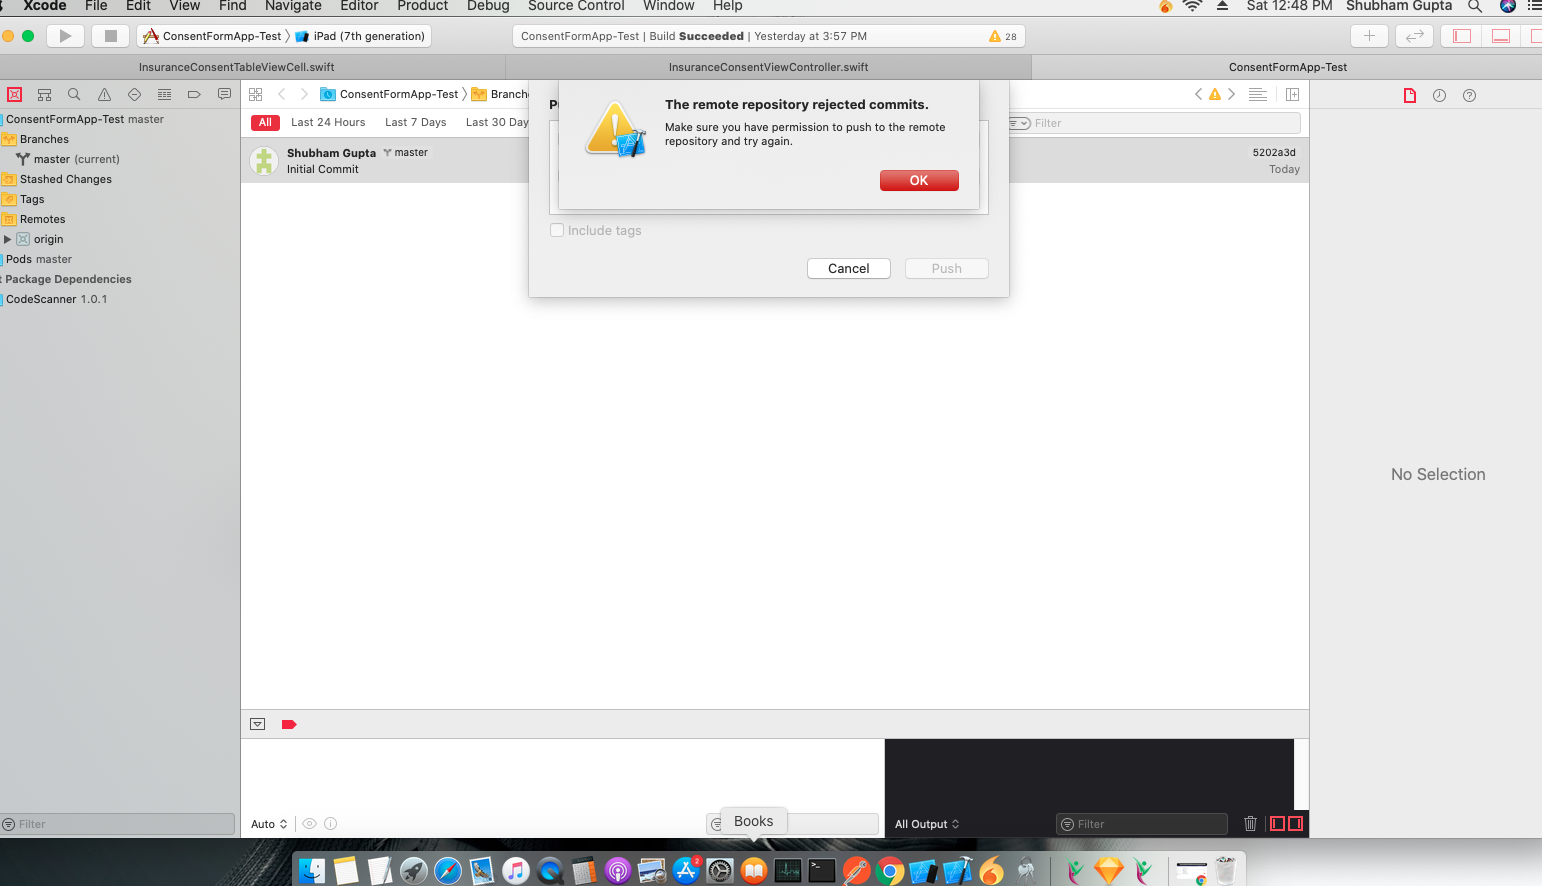 Xcode File Edit View Find Navigate Editor Product Debug Source Control Window Help Sat 12:48 PM Shubham Gupta
ConsentFormApp-Test 〉 iPad (7th generation) ConsentFormApp-Test | Build Succeeded | Yesterday at 3:57 PM 28
InsuranceConsentTableViewCell.swift InsuranceConsentViewController.swift ConsentFormApp-Test
ConsentFormApp-Test 〉 Branch
ConsentFormApp-Test master
Branches
master (current)
Stashed Changes
Tags
Remotes
origin
Pods master
Package Dependencies
CodeScanner 1.0.1
Filter
All Last 24 Hours Last 7 Days Last 30 Day
Filter
Shubham Gupta master
Initial Commit
5202a3d
Today
The remote repository rejected commits.
Make sure you have permission to push to the remote
repository and try again.
OK
Include tags
Cancel Push
No Selection
Auto
Books
All Output Filter
2